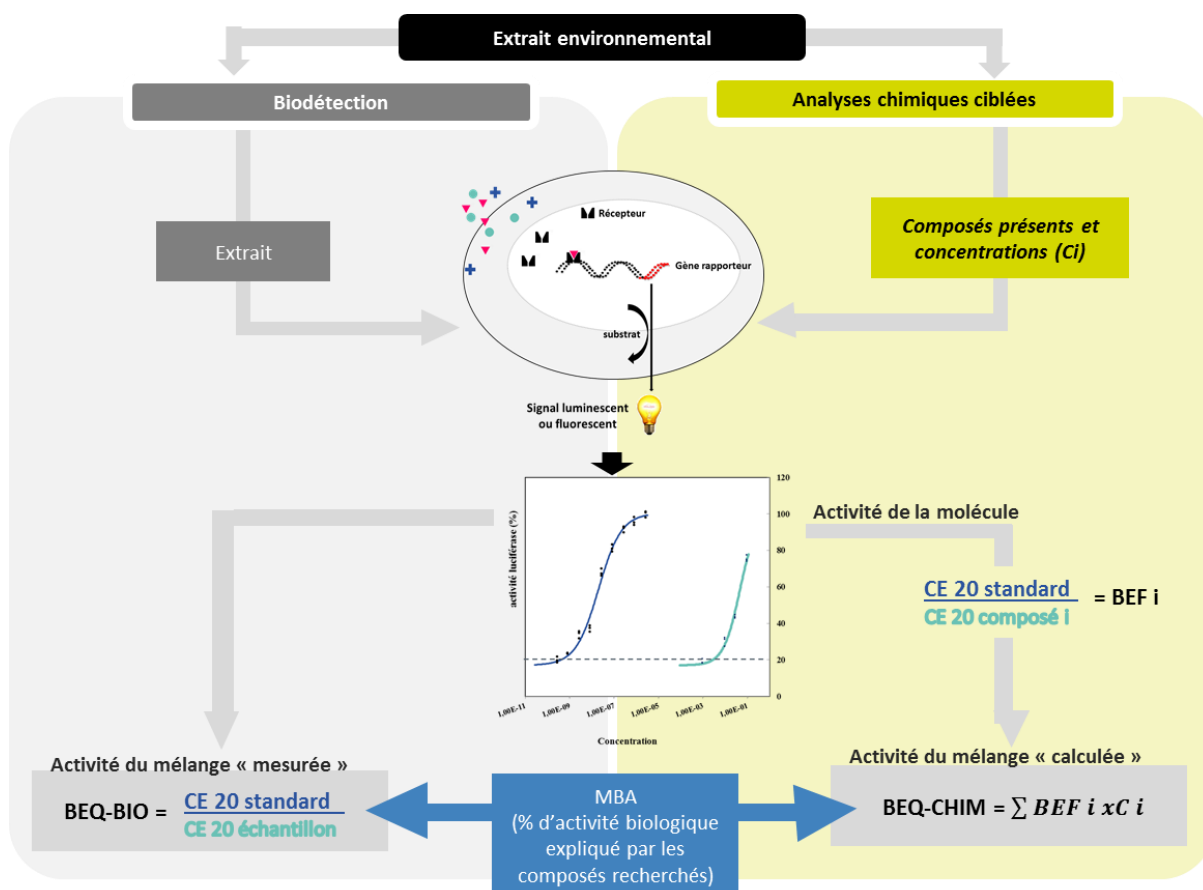 Extrait environnemental
Biodétection
Analyses chimiques ciblées
Extrait
Récepteur
Gène rapporteur
substrat
Composés présents et
concentrations (Ci)
Signal luminescent
ou fluorescent
activité luciférase (%)
120
100
80
60
40
20
0
1,00E-11
1,00E-09
1,00E-07
1,00E-05
1,00E-03
1,00E-01
Concentration
Activité de la molécule
CE 20 standard
CE 20 composé i
= BEF i
Activité du mélange « mesurée »
BEQ-BIO =
CE 20 standard
CE 20 échantillon
MBA
(% d’activité biologique
expliqué par les
composés recherchés)
Activité du mélange « calculée »
BEQ-CHIM = ∑ BEF i xC i